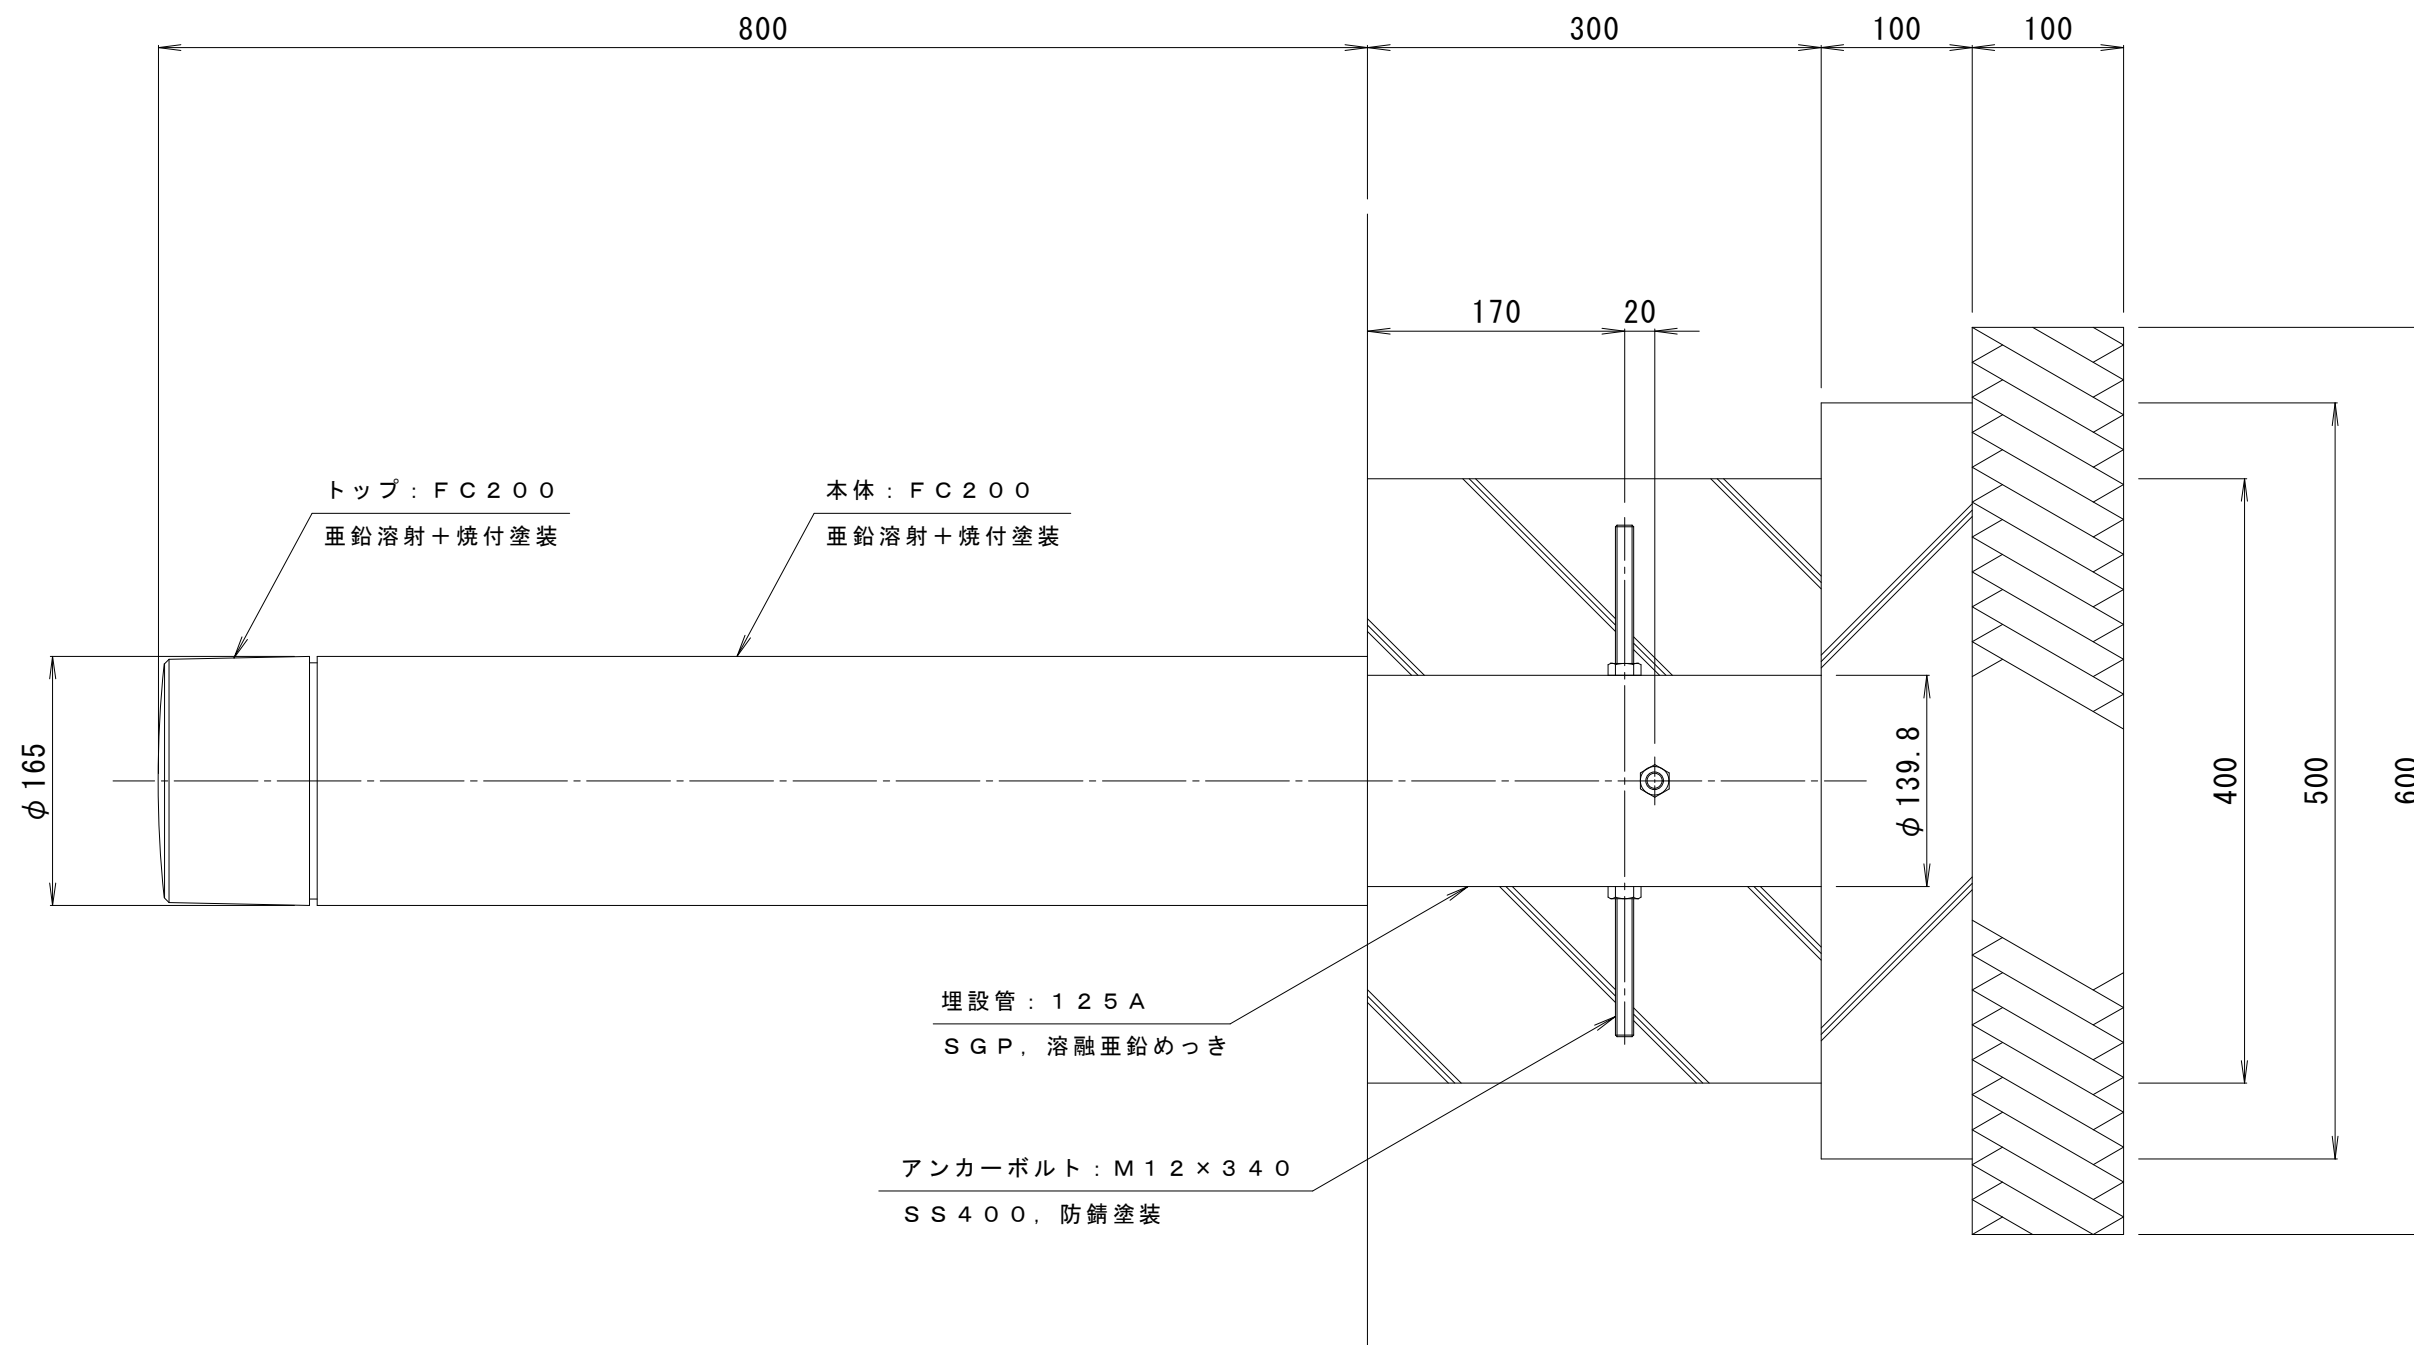 800
300
100
100
170
20
トップ：ＦＣ２００
亜鉛溶射＋焼付塗装
本体：ＦＣ２００
亜鉛溶射＋焼付塗装
φ165
φ139.8
400
500
600
埋設管：１２５Ａ
ＳＧＰ，溶融亜鉛めっき
アンカーボルト：Ｍ１２×３４０
ＳＳ４００，防錆塗装